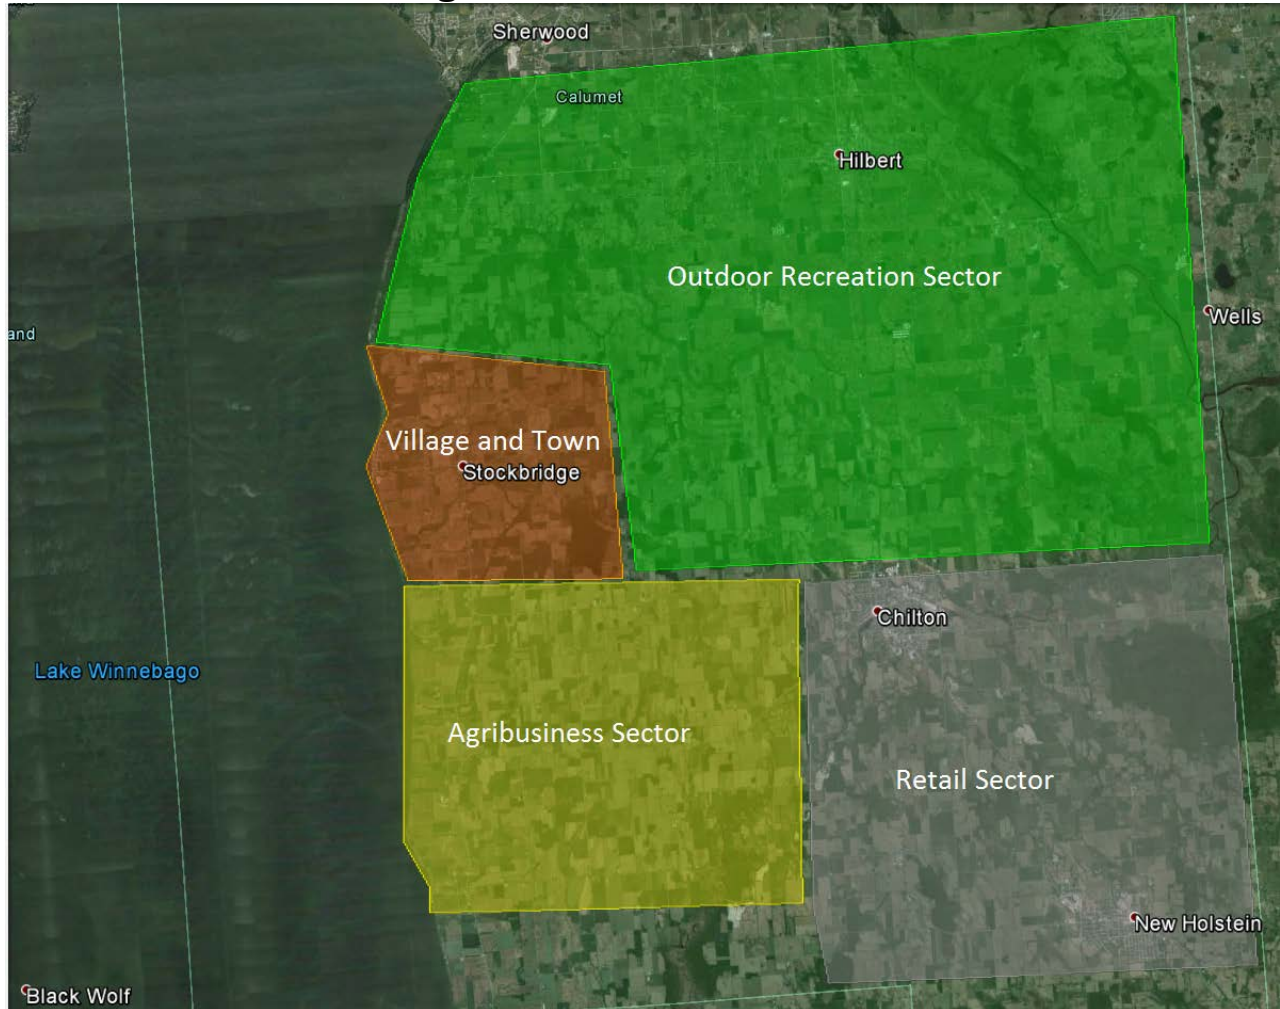 Sherwood
Calumet
Hilbert
Outdoor Recreation Sector
Wells
and
Village and Town
Stockbridge
Chilton
Lake Winnebago
Agribusiness Sector
Retail Sector
New Holstein
Black Wolf